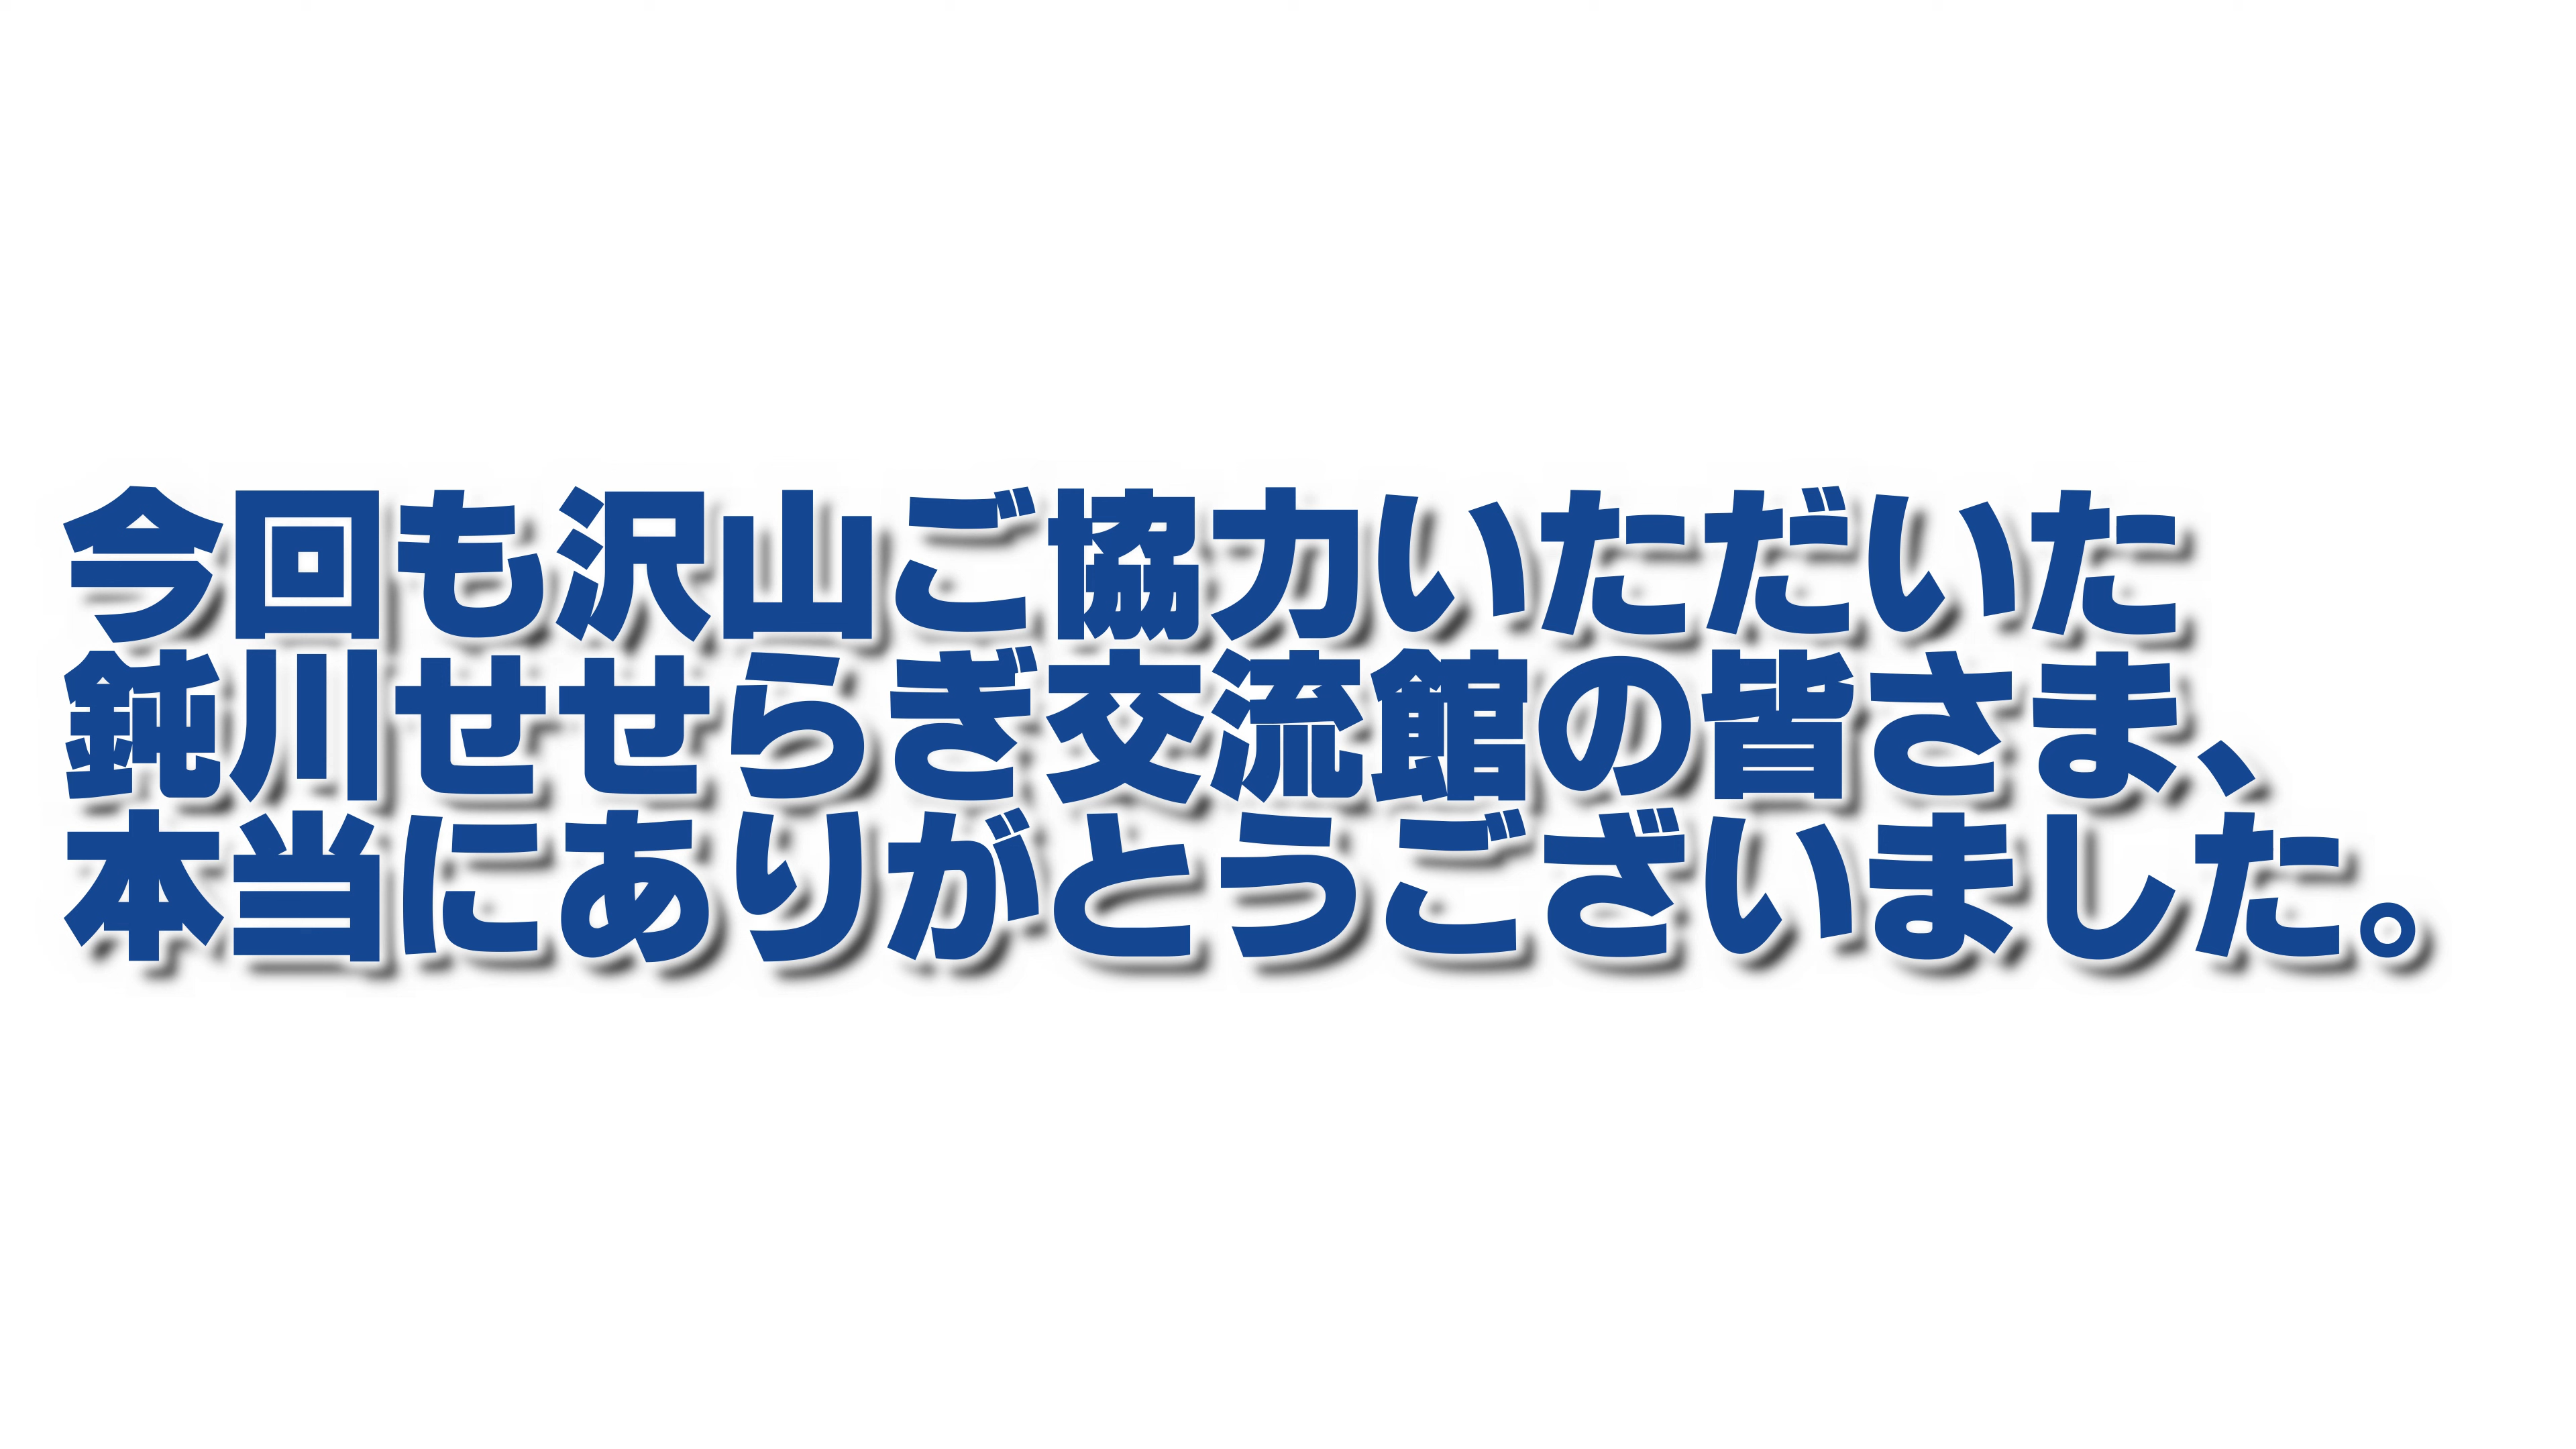 今回も沢山ご協力いただいた
鈍川せせらぎ交流館の皆さま、
本当にありがとうございました。